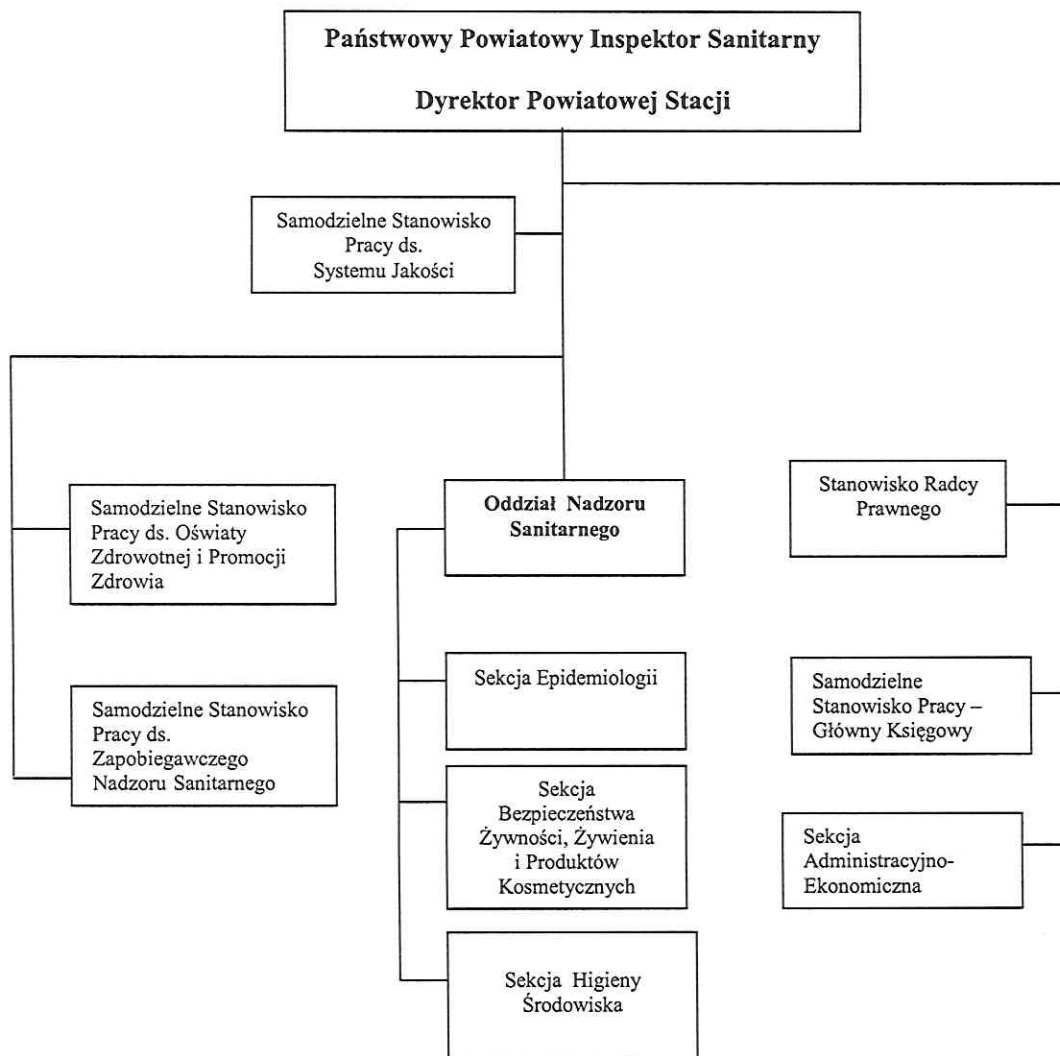 Państwowy Powiatowy Inspektor Sanitarny
Dyrektor Powiatowej Stacji
Samodzielne Stanowisko
Pracy ds.
Systemu Jakości
Samodzielne Stanowisko
Pracy ds. Oświaty
Zdrowotnej i Promocji
Zdrowia
Oddział Nadzoru
Sanitarnego
Stanowisko Radcy
Prawnego
Samodzielne Stanowisko
Pracy ds.
Zapobiegawczego
Nadzoru Sanitarnego
Sekcja Epidemiologii
Samodzielne
Stanowisko Pracy –
Główny Księgowy
Sekcja
Bezpieczeństwa
Żywności, Żywienia
i Produktów
Kosmetycznych
Sekcja
Administracyjno-
Ekonomiczna
Sekcja Higieny
Środowiska